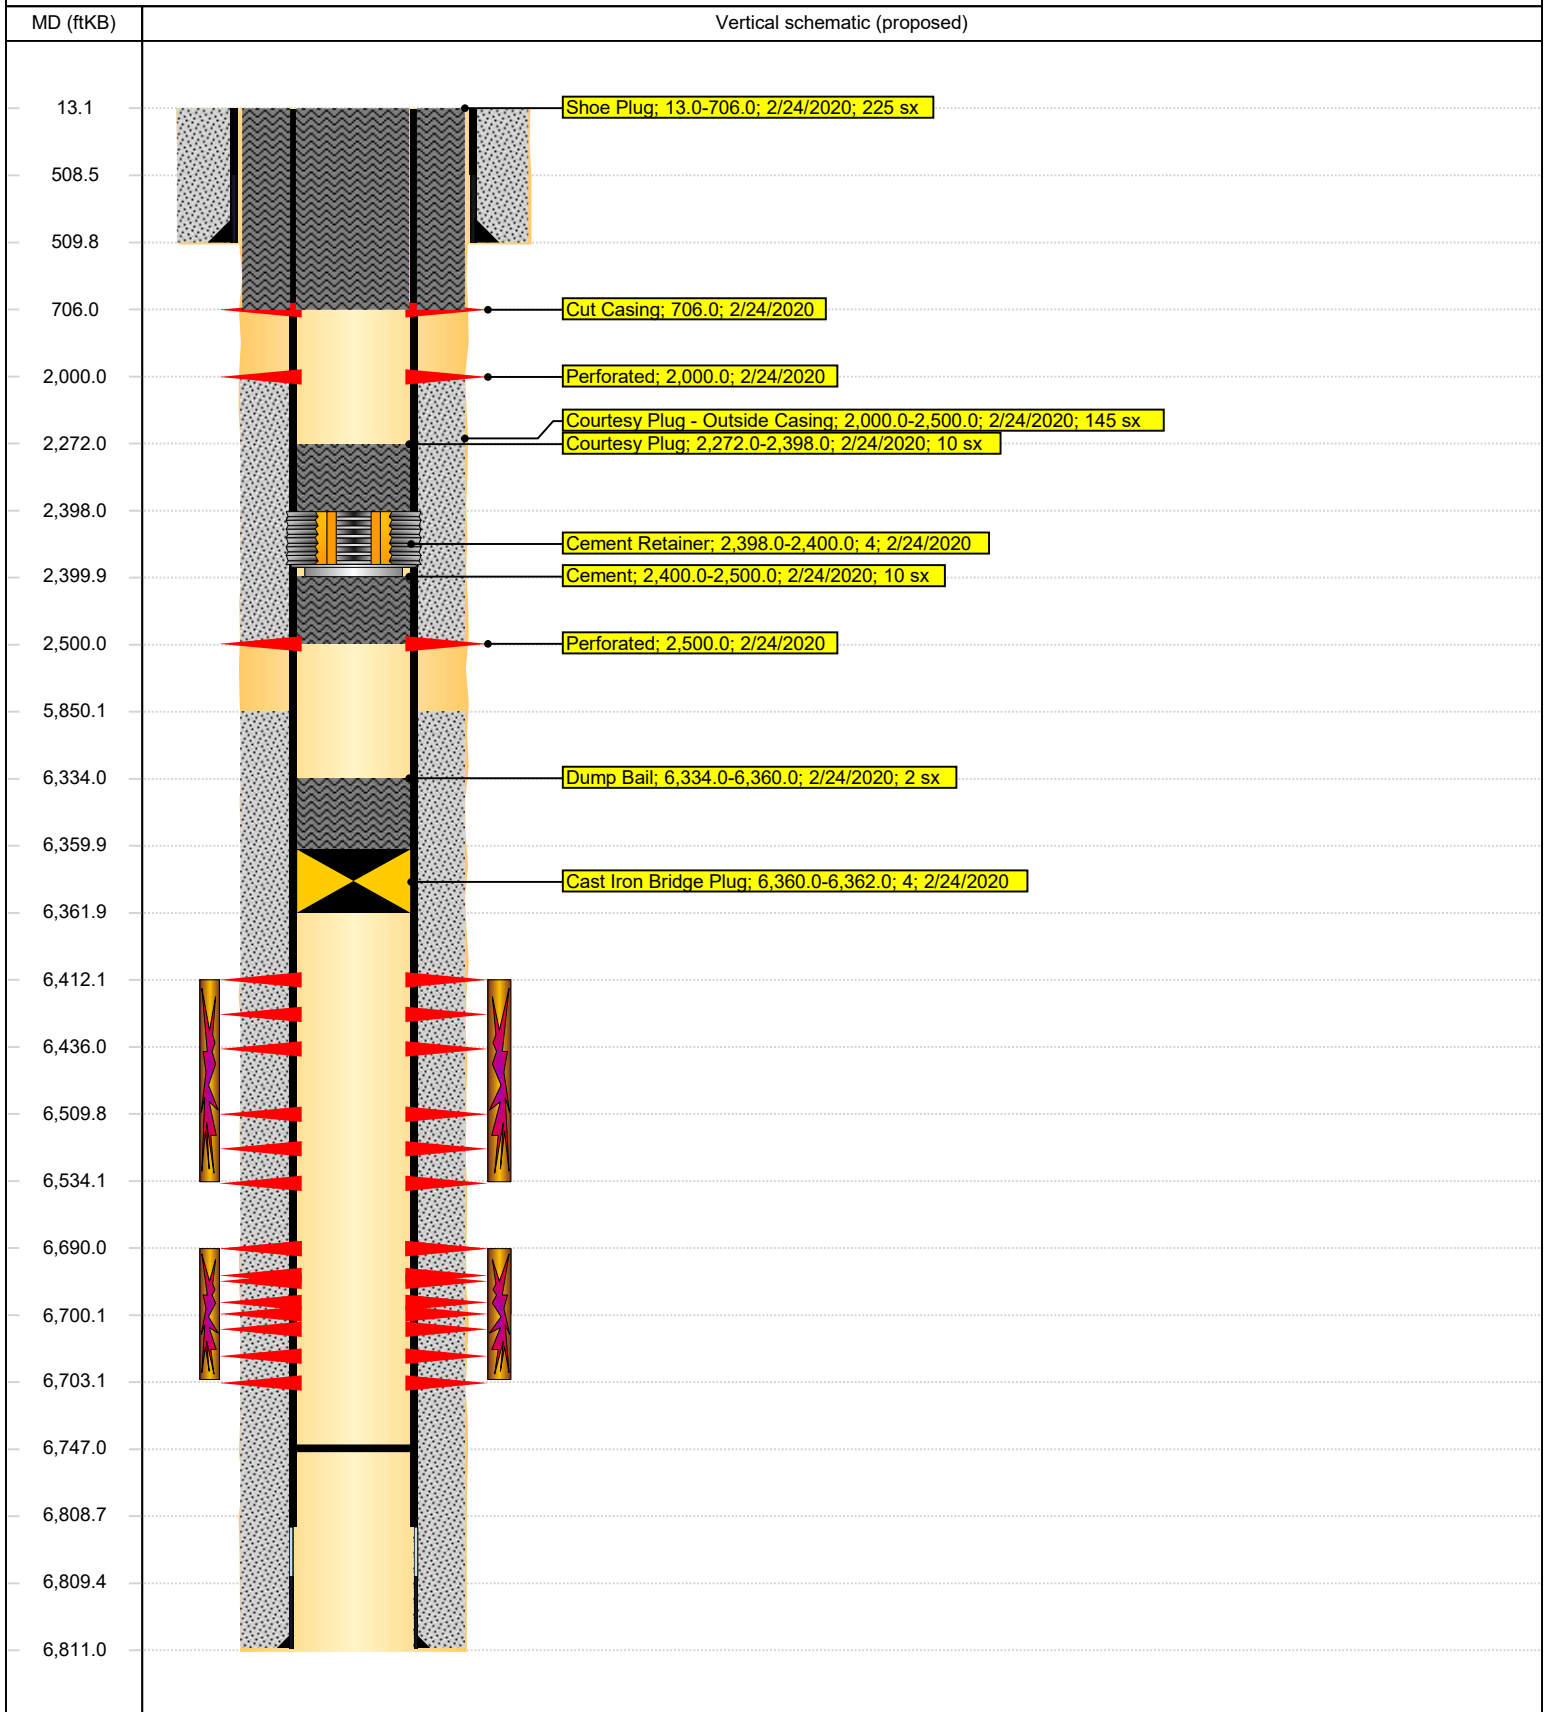 MD (ftKB)
Vertical schematic (proposed)
13.1
Shoe Plug; 13.0-706.0; 2/24/2020; 225 sx
508.5
509.8
706.0
Cut Casing; 706.0; 2/24/2020
2,000.0
Perforated; 2,000.0; 2/24/2020
Courtesy Plug - Outside Casing; 2,000.0-2,500.0; 2/24/2020; 145 sx
2,272.0
Courtesy Plug; 2,272.0-2,398.0; 2/24/2020; 10 sx
2,398.0
Cement Retainer; 2,398.0-2,400.0; 4; 2/24/2020
2,399.9
Cement; 2,400.0-2,500.0; 2/24/2020; 10 sx
2,500.0
Perforated; 2,500.0; 2/24/2020
5,850.1
6,334.0
Dump Bail; 6,334.0-6,360.0; 2/24/2020; 2 sx
6,359.9
Cast Iron Bridge Plug; 6,360.0-6,362.0; 4; 2/24/2020
6,361.9
6,412.1
6,436.0
6,509.8
6,534.1
6,690.0
6,700.1
6,703.1
6,747.0
6,808.7
6,809.4
6,811.0